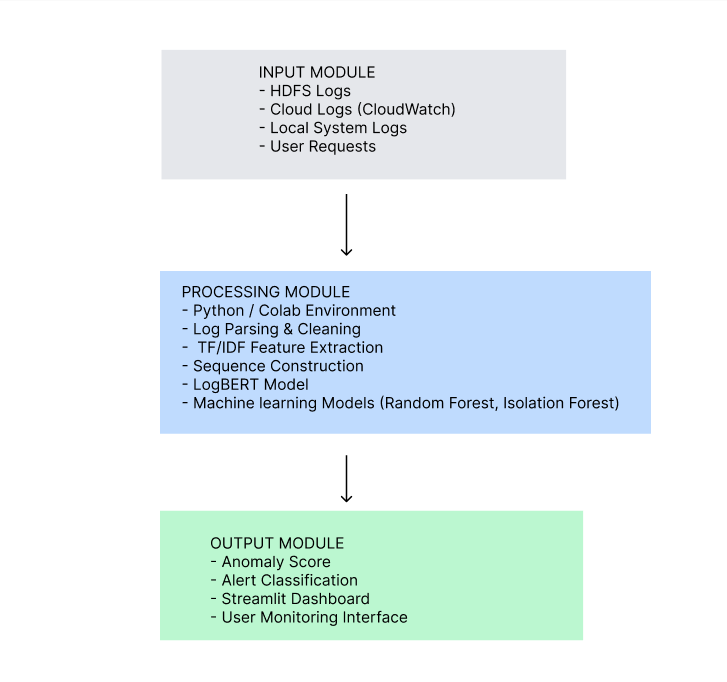 INPUT MODULE
- HDFS Logs
- Cloud Logs (CloudWatch)
- Local System Logs
- User Requests
PROCESSING MODULE
- Python / Colab Environment
- Log Parsing & Cleaning
-  TF/IDF Feature Extraction
- Sequence Construction
- LogBERT Model
- Machine learning Models (Random Forest, Isolation Forest)
OUTPUT MODULE
- Anomaly Score
- Alert Classification
- Streamlit Dashboard
- User Monitoring Interface